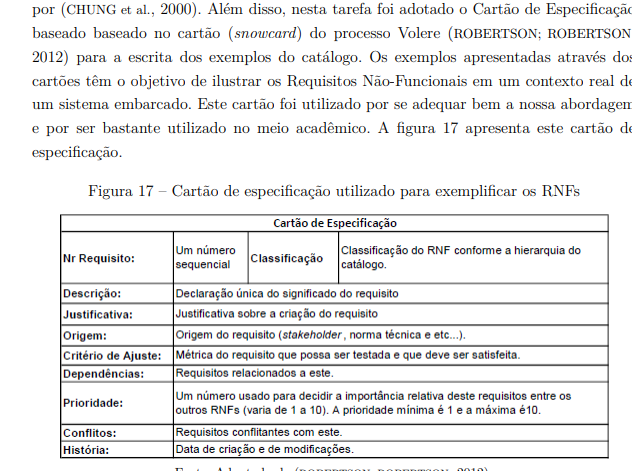 por (CHUNG et al., 2000). Além disso, nesta tarefa foi adotado o Cartão de Especificação
baseado baseado no cartão (snowcard) do processo Volere (ROBERTSON; ROBERTSON
2012) para a escrita dos exemplos do catálogo. Os exemplos apresentadas através dos
cartões têm o objetivo de ilustrar os Requisitos Não-Funcionais em um contexto real de
um sistema embarcado. Este cartão foi utilizado por se adequar bem a nossa abordagem
e por ser bastante utilizado no meio acadêmico. A figura 17 apresenta este cartão de
especificação.
Figura 17 – Cartão de especificação utilizado para exemplificar os RNFs
Cartão de Especificação
Nr Requisito:
Um número
sequencial
Classificação
Classificação do RNF conforme a hierarquia do
catálogo.
Descrição: Declaração única do significado do requisito
Justificativa: Justificativa sobre a criação do requisito
Origem: Origem do requisito (stakeholder, norma técnica e etc...).
Critério de Ajuste: Métrica do requisito que possa ser testada e que deve ser satisfeita.
Dependências: Requisitos relacionados a este.
Prioridade:
Um número usado para decidir a importância relativa deste requisitos entre os
outros RNFs (varia de 1 a 10). A prioridade mínima é 1 e a máxima é10.
Conflitos: Requisitos conflitantes com este.
História: Data de criação e de modificações.